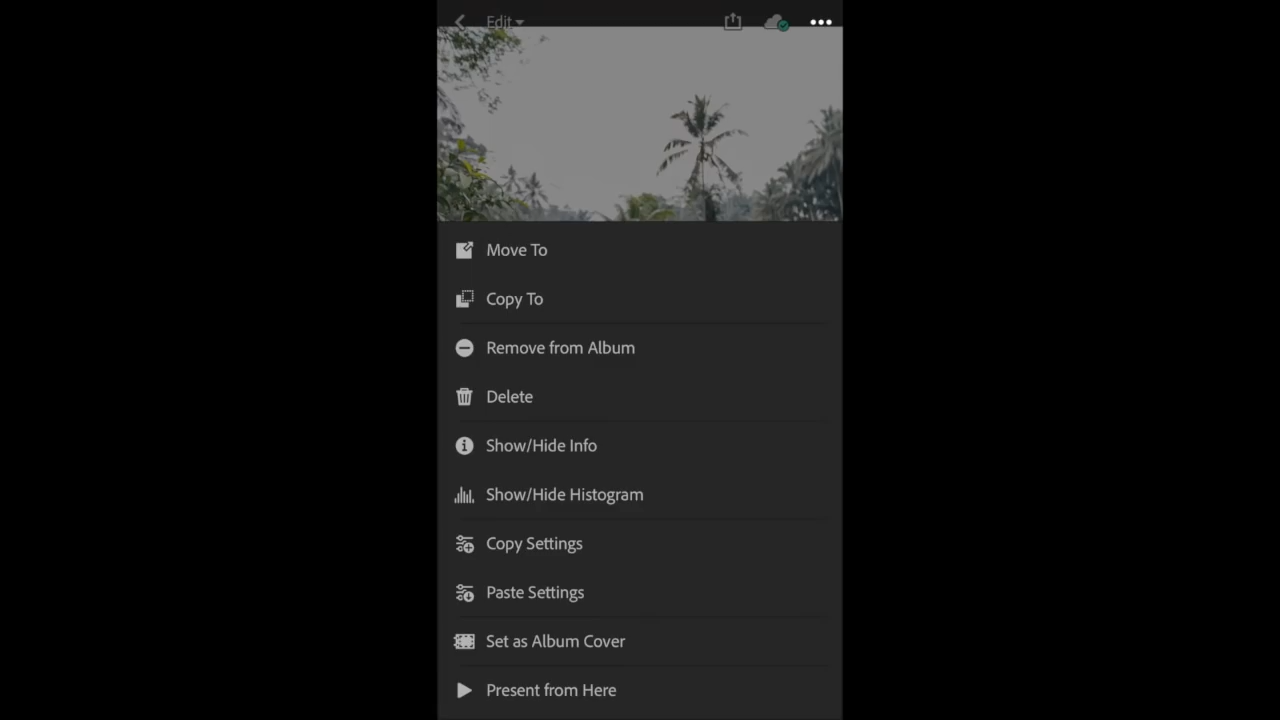 Edit
Move To
Copy To
Remove from Album
Delete
Show/Hide Info
Show/Hide Histogram
Copy Settings
Paste Settings
Set as Album Cover
Present from Here